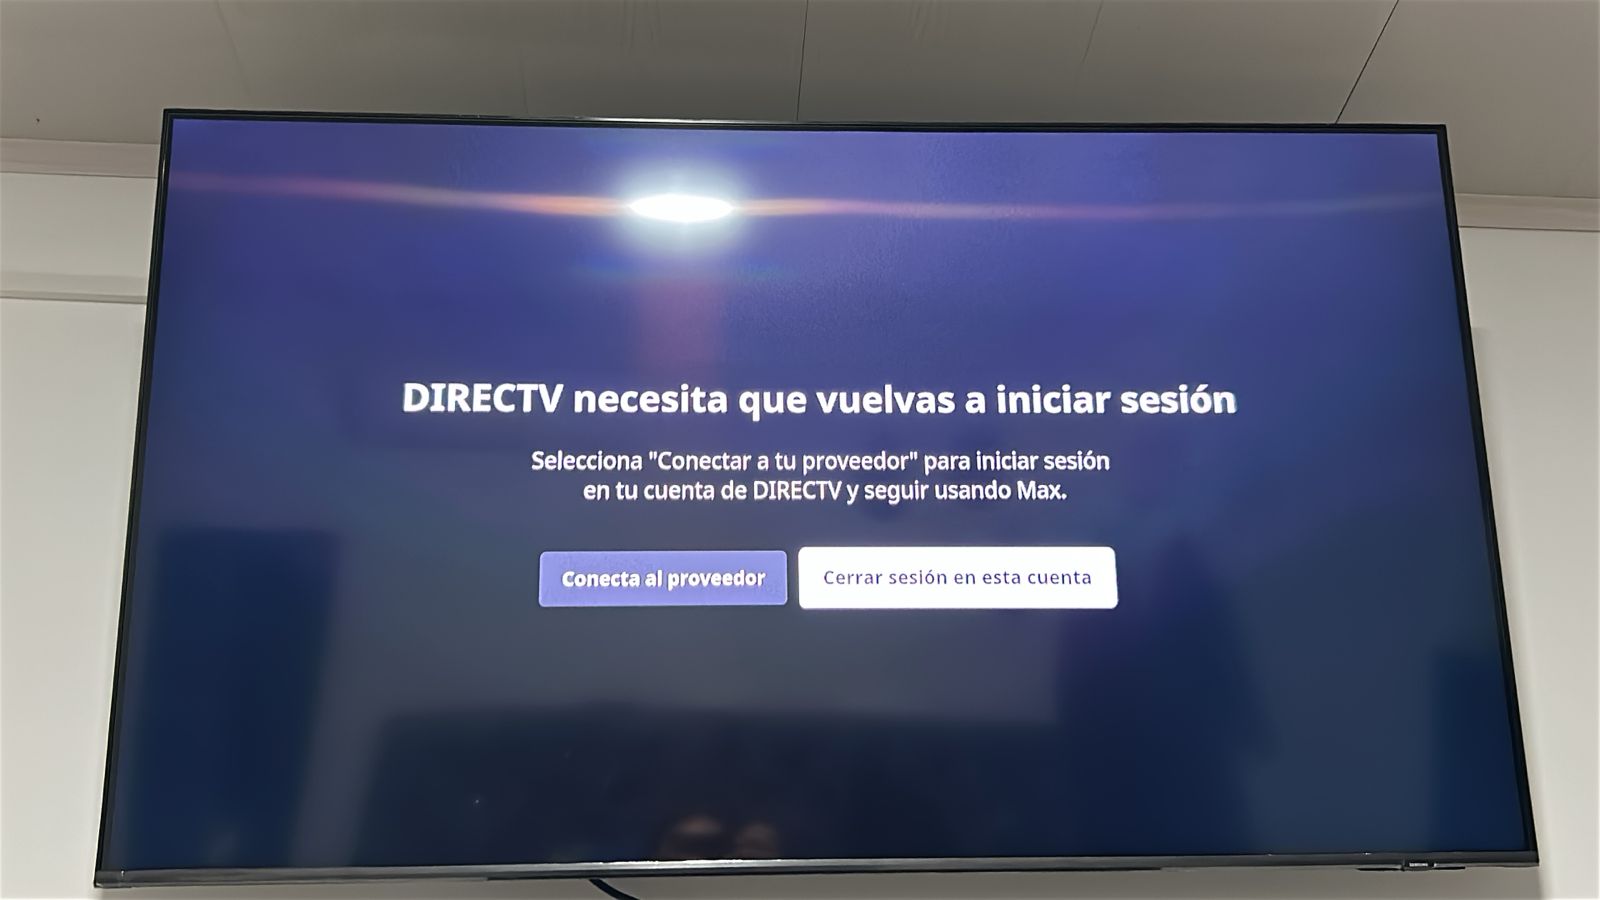 DIRECTV necesita que vuelvas a iniciar sesión
Selecciona "Conectar a tu proveedor" para iniciar sesión
en tu cuenta de DIRECTV y seguir usando Max.
Conecta al proveedor
Cerrar sesión en esta cuenta
SAMSUNG